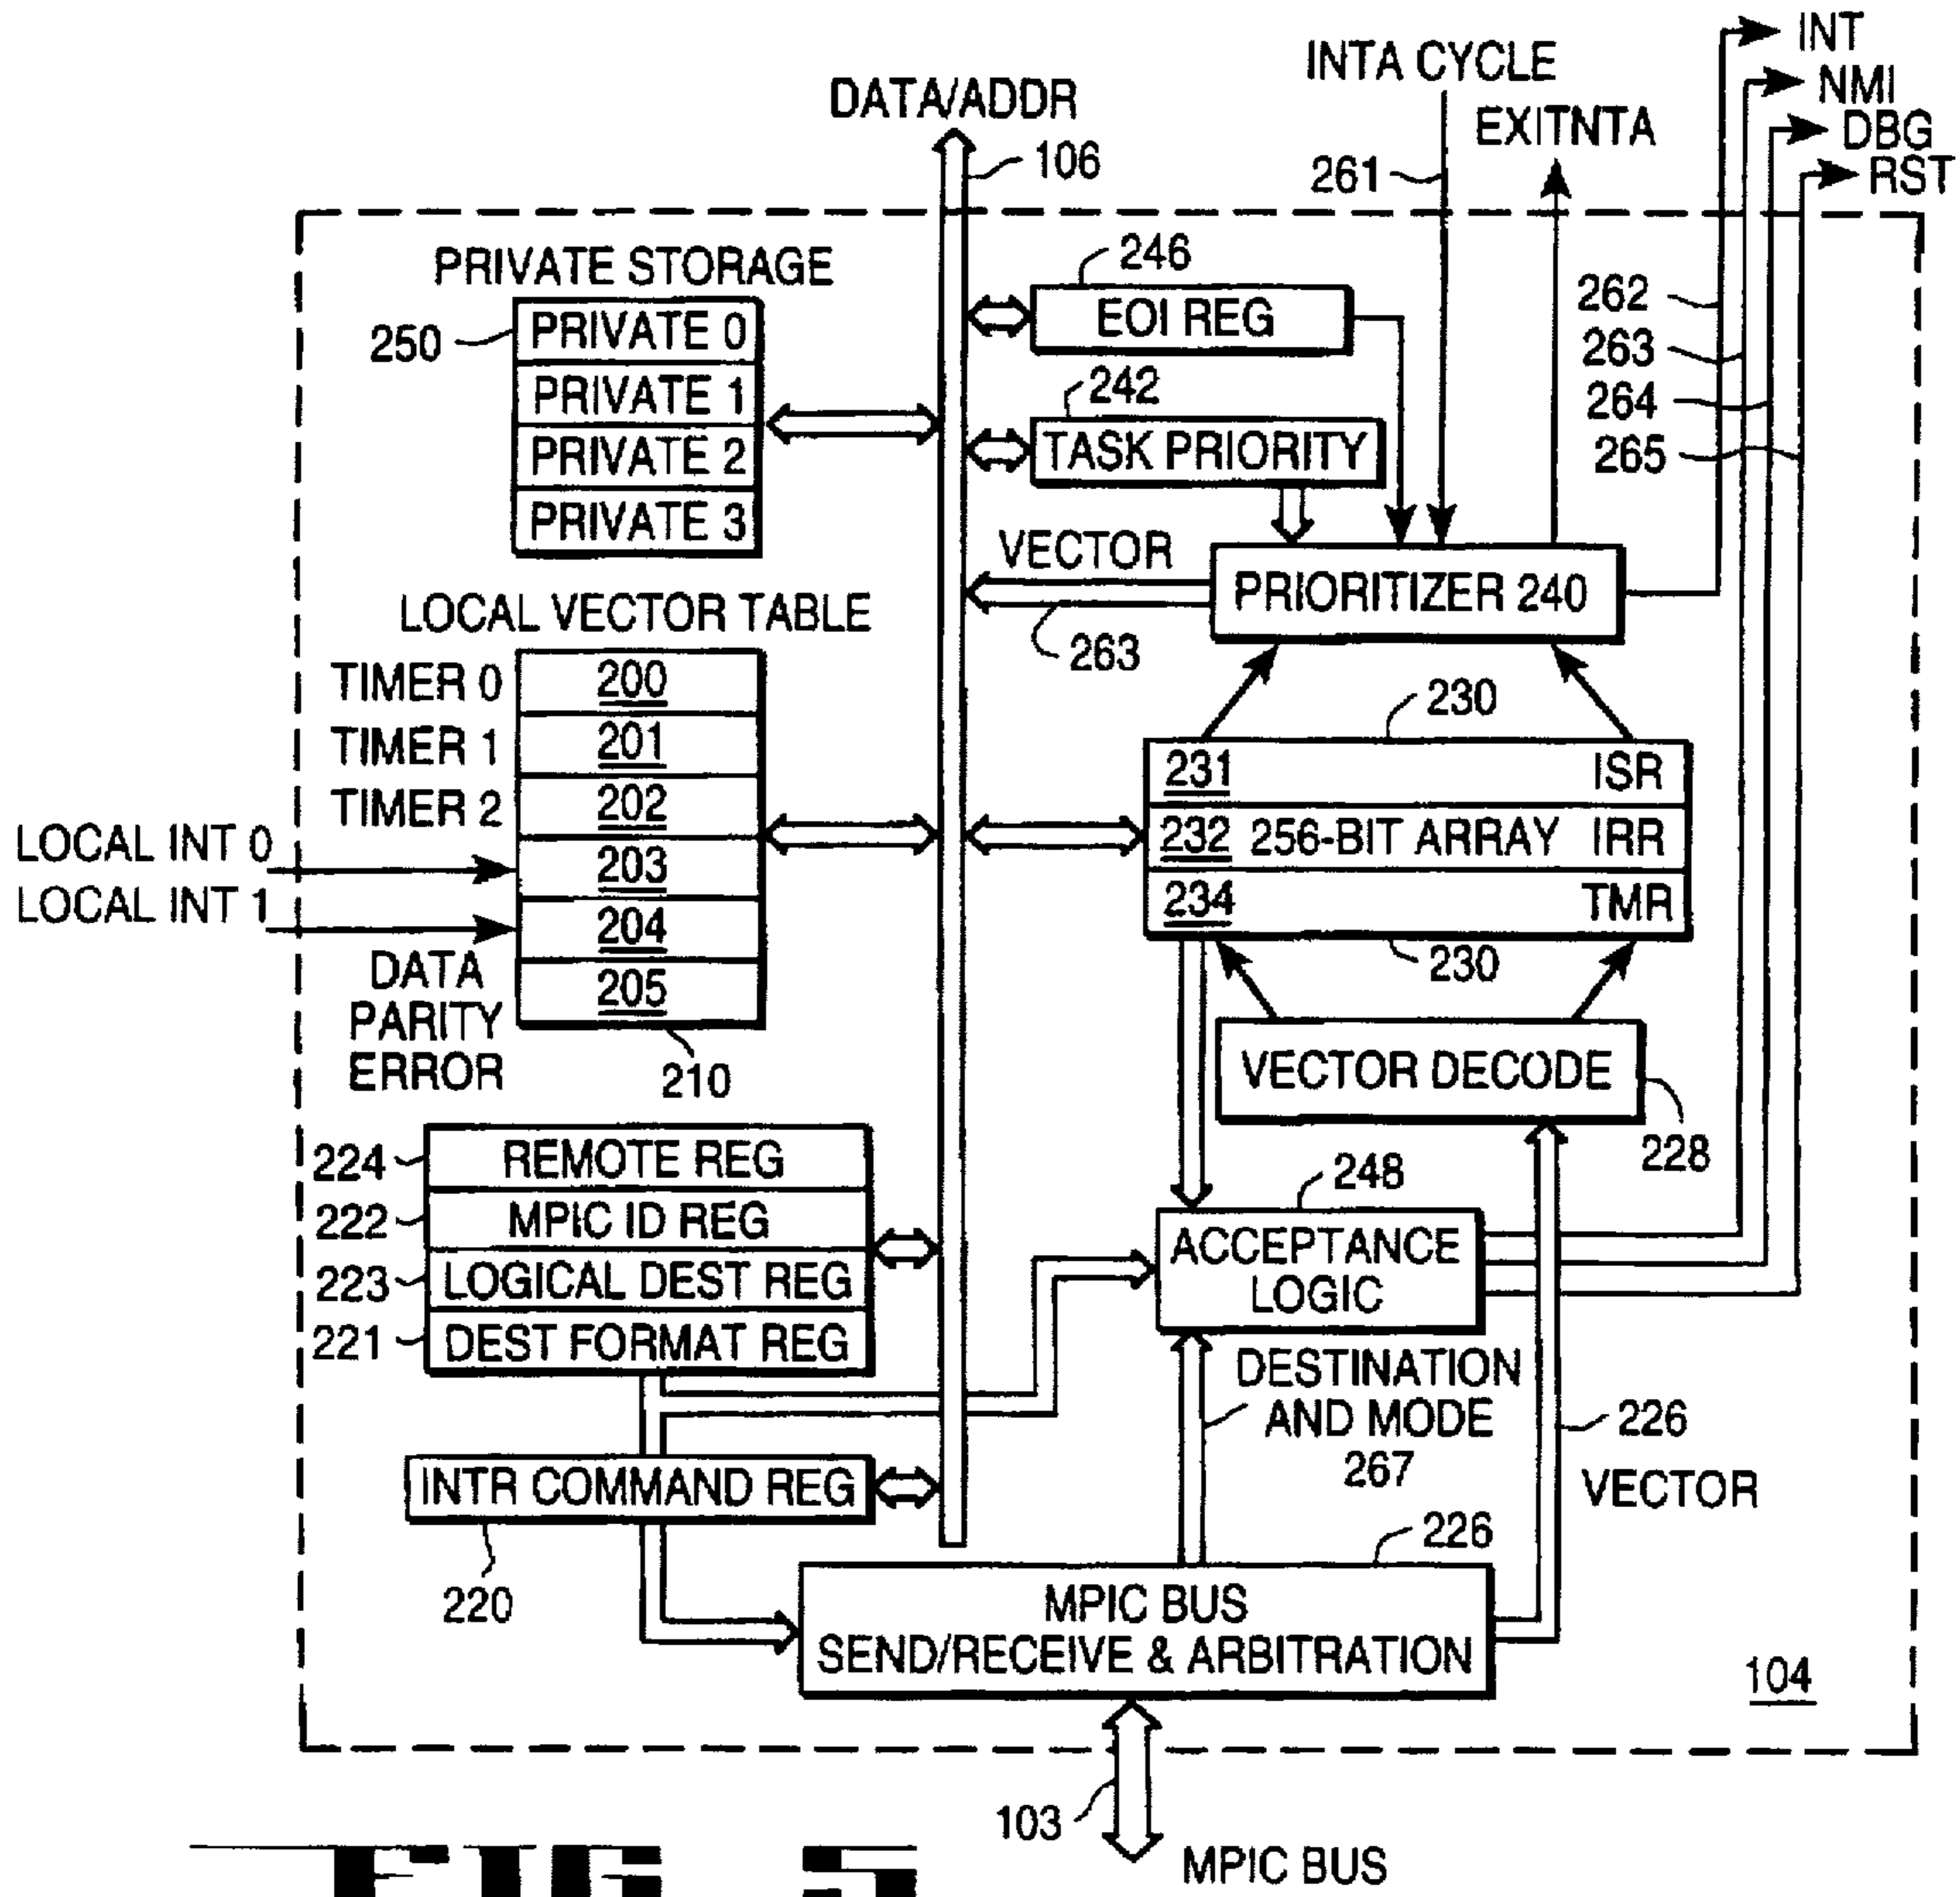 INT
NMI
DBG
RST
INTA CYCLE
EXITNTA
DATA/ADDR
106
261
262
263
264
265
PRIVATE STORAGE
250
PRIVATE 0
PRIVATE 1
PRIVATE 2
PRIVATE 3
246
EOI REG
242
TASK PRIORITY
VECTOR
263
PRIORITIZER 240
LOCAL VECTOR TABLE
TIMER 0
200
TIMER 1
201
TIMER 2
202
LOCAL INT 0
203
LOCAL INT 1
204
DATA
PARITY
ERROR
205
210
230
231 ISR
232 256-BIT ARRAY IRR
234 TMR
230
VECTOR DECODE
228
224
REMOTE REG
222
MPIC ID REG
223
LOGICAL DEST REG
221
DEST FORMAT REG
248
ACCEPTANCE
LOGIC
DESTINATION
AND MODE
267
226
VECTOR
INTR COMMAND REG
220
226
MPIC BUS
SEND/RECEIVE & ARBITRATION
104
103
MPIC BUS
FIG 5